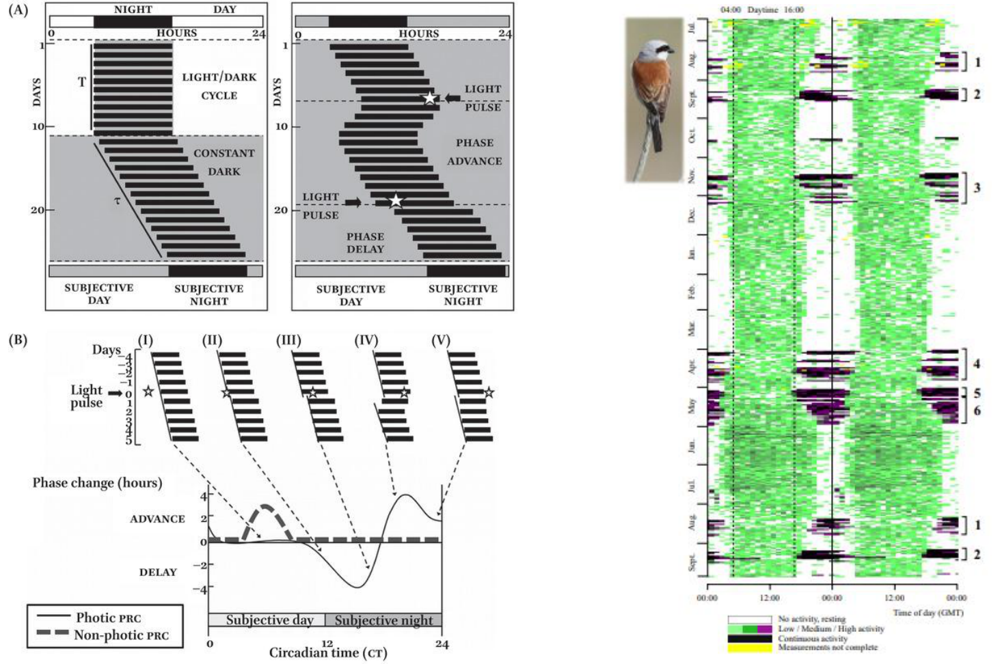 (A)
NIGHT DAY
0 HOURS 24
1
T
LIGHT/DARK
CYCLE
DAYS
10
CONSTANT
DARK
τ
20
SUBJECTIVE
DAY
SUBJECTIVE
NIGHT
0 HOURS 24
1
DAYS
LIGHT
PULSE
10
PHASE
ADVANCE
LIGHT
PULSE
20
PHASE
DELAY
SUBJECTIVE
DAY
SUBJECTIVE
NIGHT
(B)
(I) (II) (III) (IV) (V)
Days
-4
-3
-2
-1
Light
pulse
0
1
2
3
4
5
Phase change (hours)
4
ADVANCE
2
0
-2
DELAY
-4
Photic PRC
Non-photic PRC
Subjective day Subjective night
0 12 24
Circadian time (CT)
04:00 Daytime 16:00
Jul.
Aug.
1
Sept.
2
Oct.
Nov.
3
Dec.
Jan.
Feb.
Mar.
Apr.
4
5
May
6
Jun.
Jul.
Aug.
1
Sept.
2
00:00 12:00 00:00 12:00 00:00
Time of day (GMT)
No activity, resting
Low / Medium / High activity
Continuous activity
Measurements not complete